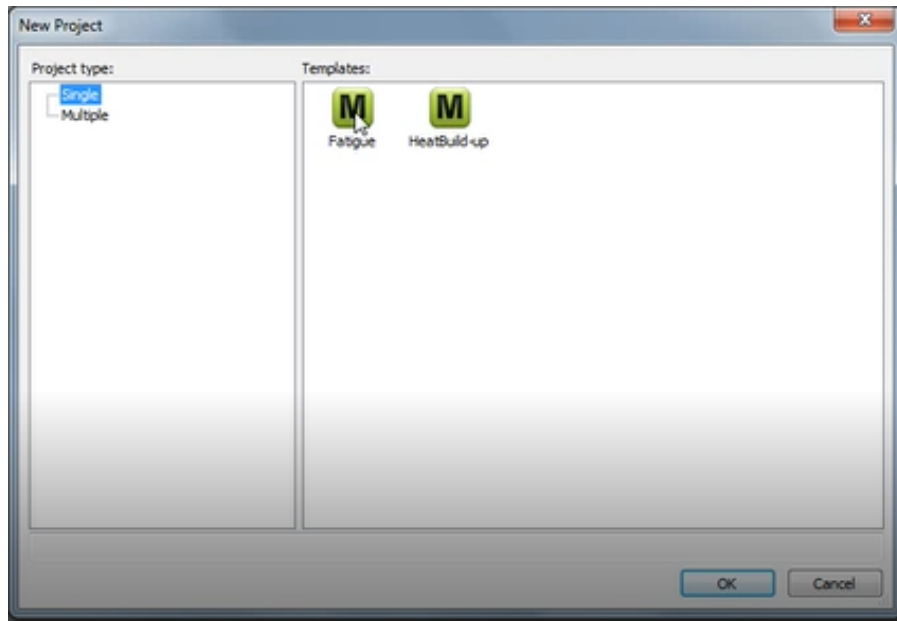 New Project
Project type:
Templates:
Single
Multiple
M
M
Fatigue
HeatBuild-up
OK
Cancel